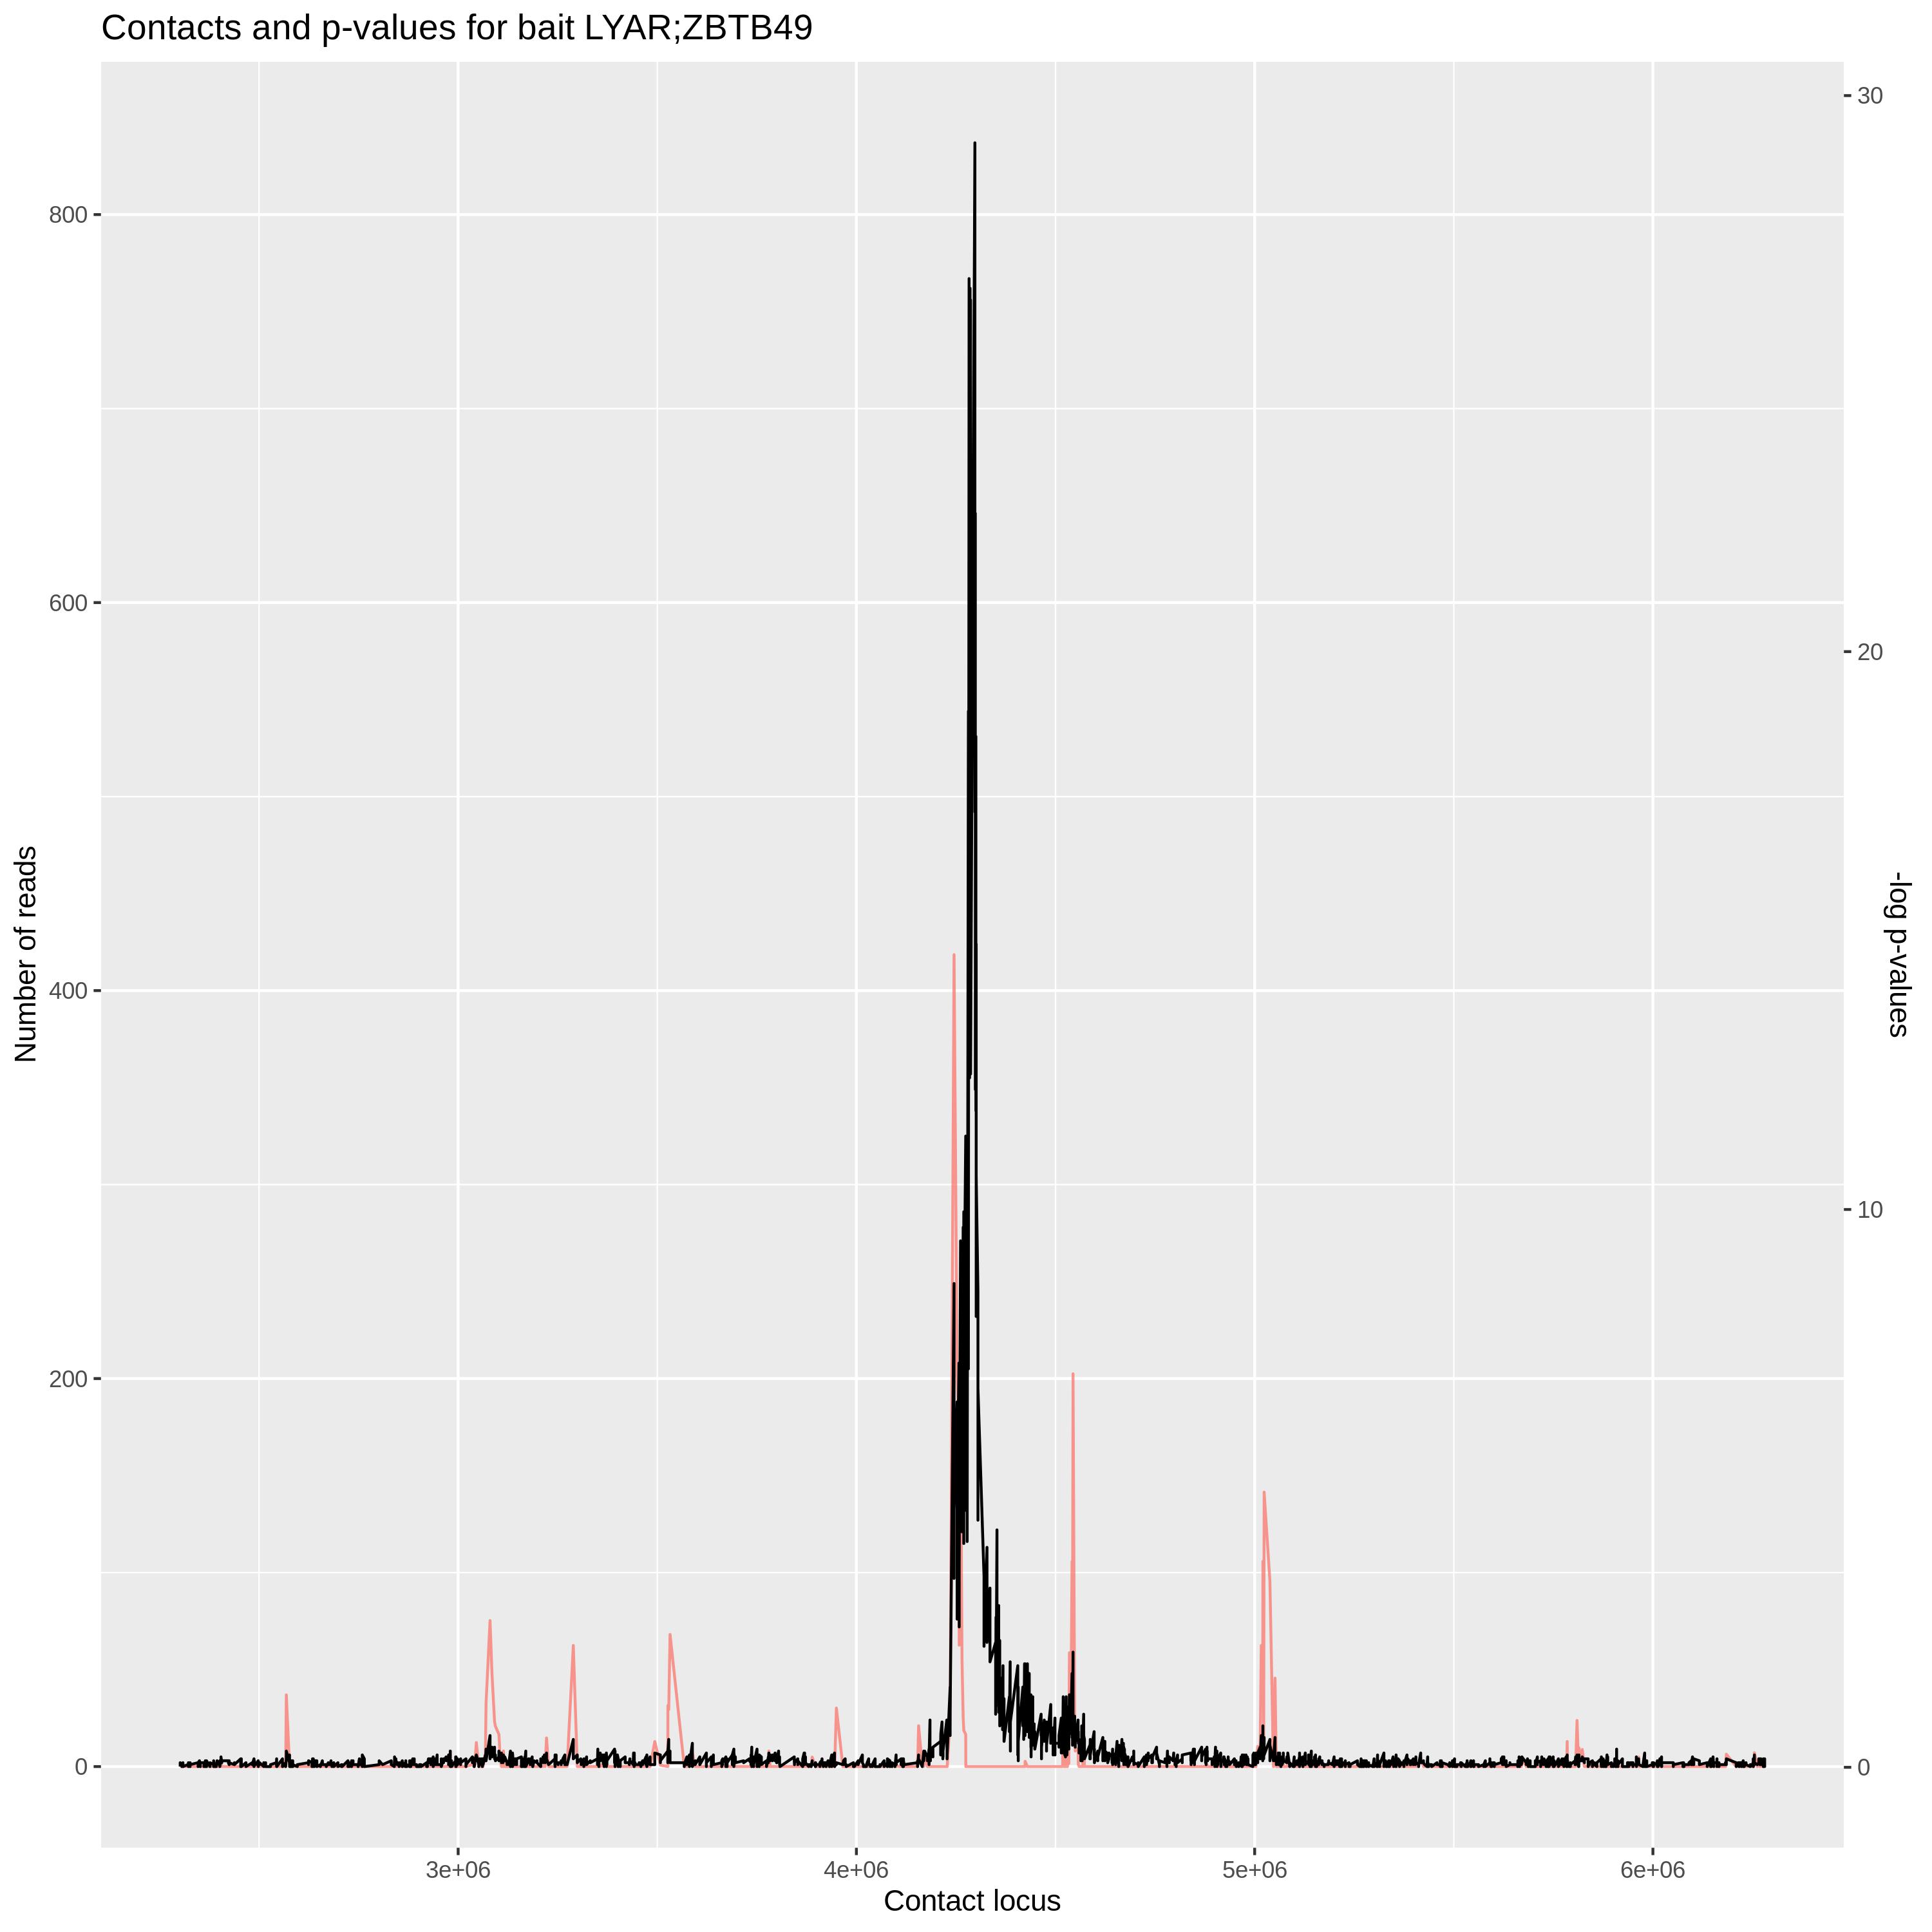 Contacts and p-values for bait LYAR;ZBTB49
Number of reads
800
600
400
200
0
30
20
10
0
-log p-values
3e+06
4e+06
5e+06
6e+06
Contact locus